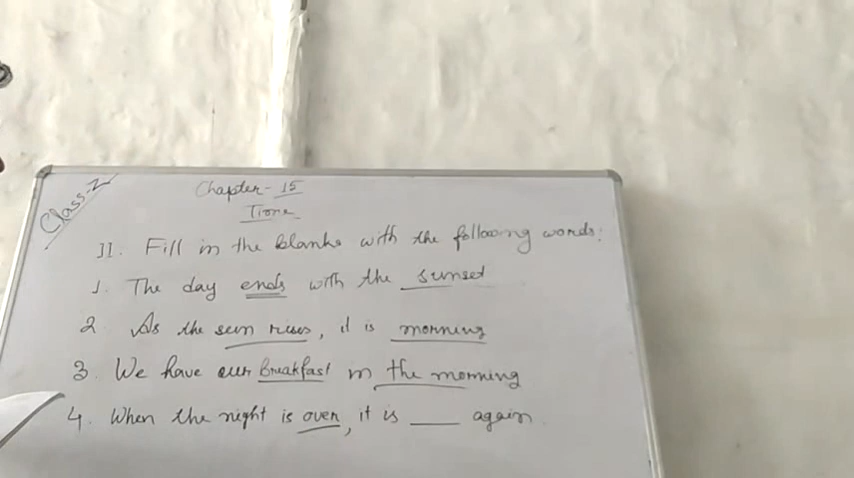 Class-2
Chapter-15
Time
II. Fill in the blanks with the following words:
1. The day ends with the sunset
2 As the sun rises, it is morning
3. We have our Breakfast in the morning
4. When the night is over, it is ___ again